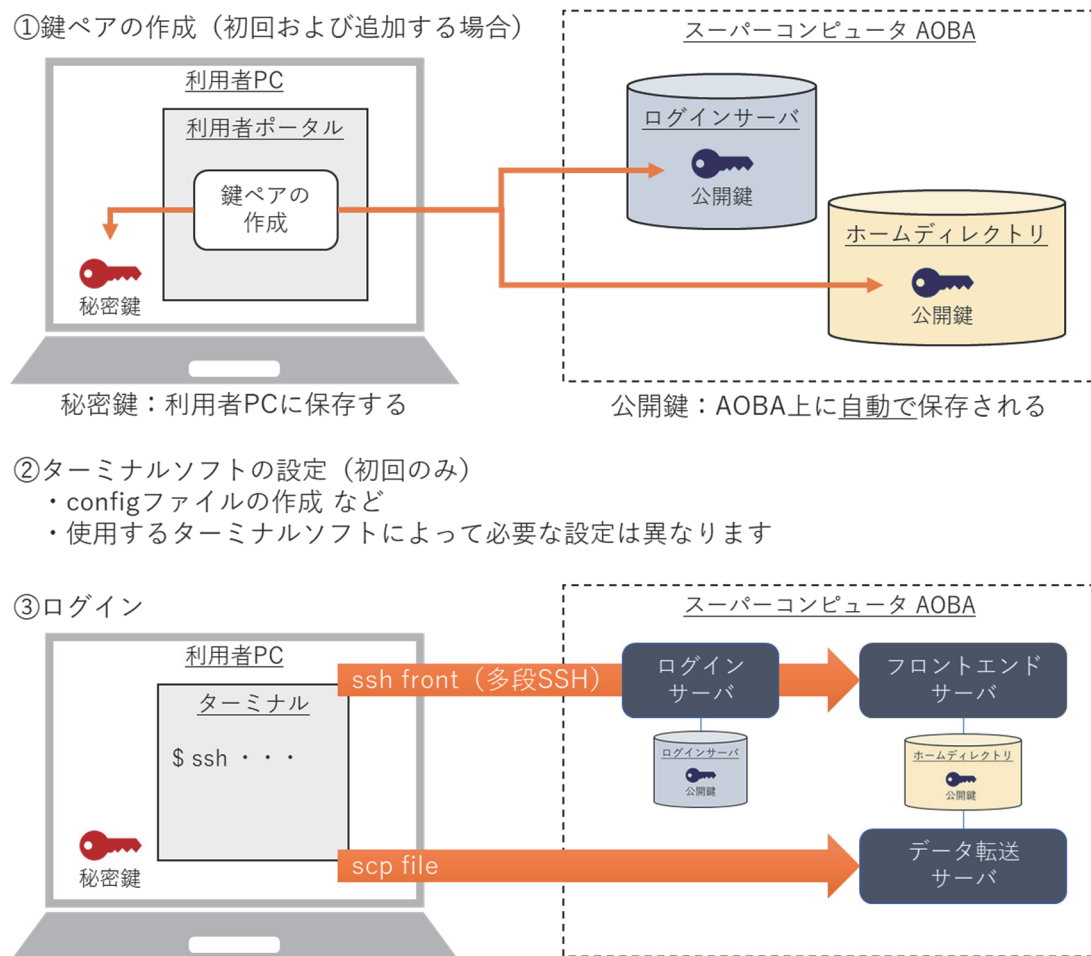 ①鍵ペアの作成（初回および追加する場合）
スーパーコンピュータ AOBA
利用者PC
利用者ポータル
鍵ペアの
作成
秘密鍵
ログインサーバ
公開鍵
ホームディレクトリ
公開鍵
秘密鍵：利用者PCに保存する
公開鍵：AOBA上に自動で保存される
②ターミナルソフトの設定（初回のみ）
・configファイルの作成 など
・使用するターミナルソフトによって必要な設定は異なります
③ログイン
スーパーコンピュータ AOBA
利用者PC
ターミナル
$ ssh ・・・
秘密鍵
ssh front（多段SSH）
ログイン
サーバ
フロントエンド
サーバ
ログインサーバ
公開鍵
ホームディレクトリ
公開鍵
scp file
データ転送
サーバ